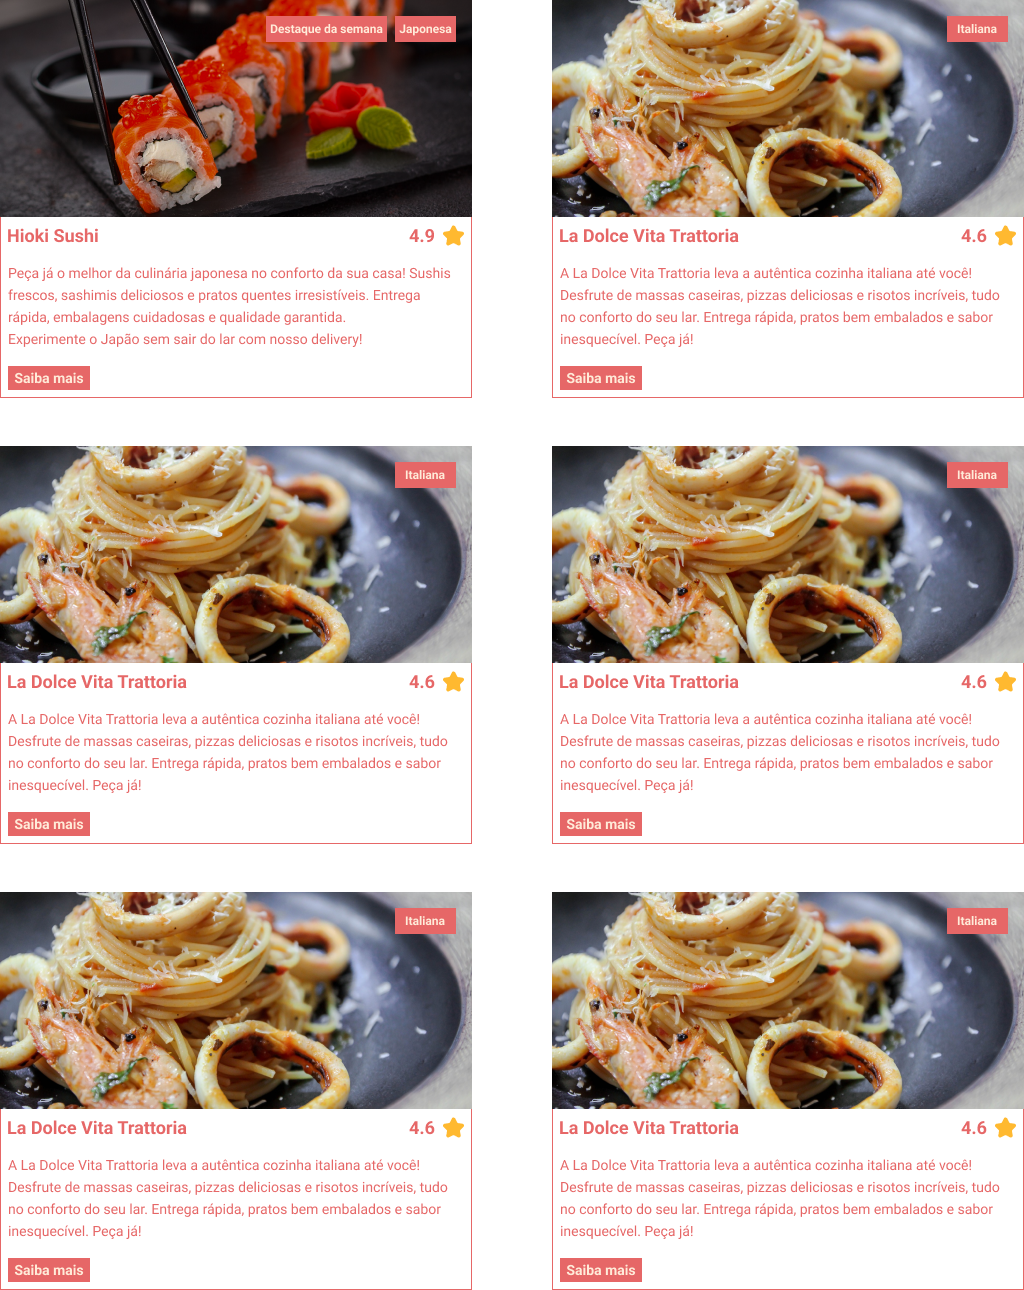 Destaque da semana
Japonesa
Hioki Sushi
4.9
Peça já o melhor da culinária japonesa no conforto da sua casa! Sushis
frescos, sashimis deliciosos e pratos quentes irresistíveis. Entrega
rápida, embalagens cuidadosas e qualidade garantida.
Experimente o Japão sem sair do lar com nosso delivery!
Saiba mais
Italiana
La Dolce Vita Trattoria
4.6
A La Dolce Vita Trattoria leva a autêntica cozinha italiana até você!
Desfrute de massas caseiras, pizzas deliciosas e risotos incríveis, tudo
no conforto do seu lar. Entrega rápida, pratos bem embalados e sabor
inesquecível. Peça já!
Saiba mais
Italiana
La Dolce Vita Trattoria
4.6
A La Dolce Vita Trattoria leva a autêntica cozinha italiana até você!
Desfrute de massas caseiras, pizzas deliciosas e risotos incríveis, tudo
no conforto do seu lar. Entrega rápida, pratos bem embalados e sabor
inesquecível. Peça já!
Saiba mais
Italiana
La Dolce Vita Trattoria
4.6
A La Dolce Vita Trattoria leva a autêntica cozinha italiana até você!
Desfrute de massas caseiras, pizzas deliciosas e risotos incríveis, tudo
no conforto do seu lar. Entrega rápida, pratos bem embalados e sabor
inesquecível. Peça já!
Saiba mais
Italiana
La Dolce Vita Trattoria
4.6
A La Dolce Vita Trattoria leva a autêntica cozinha italiana até você!
Desfrute de massas caseiras, pizzas deliciosas e risotos incríveis, tudo
no conforto do seu lar. Entrega rápida, pratos bem embalados e sabor
inesquecível. Peça já!
Saiba mais
Italiana
La Dolce Vita Trattoria
4.6
A La Dolce Vita Trattoria leva a autêntica cozinha italiana até você!
Desfrute de massas caseiras, pizzas deliciosas e risotos incríveis, tudo
no conforto do seu lar. Entrega rápida, pratos bem embalados e sabor
inesquecível. Peça já!
Saiba mais